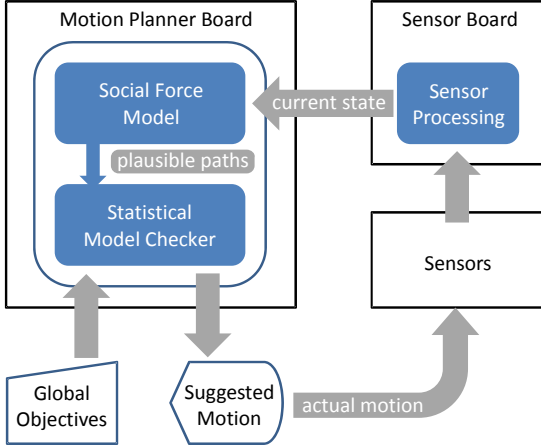 Motion Planner Board
Sensor Board
Social Force
Model
current state
Sensor
Processing
plausible paths
Statistical
Model Checker
Sensors
Global
Objectives
Suggested
Motion
actual motion